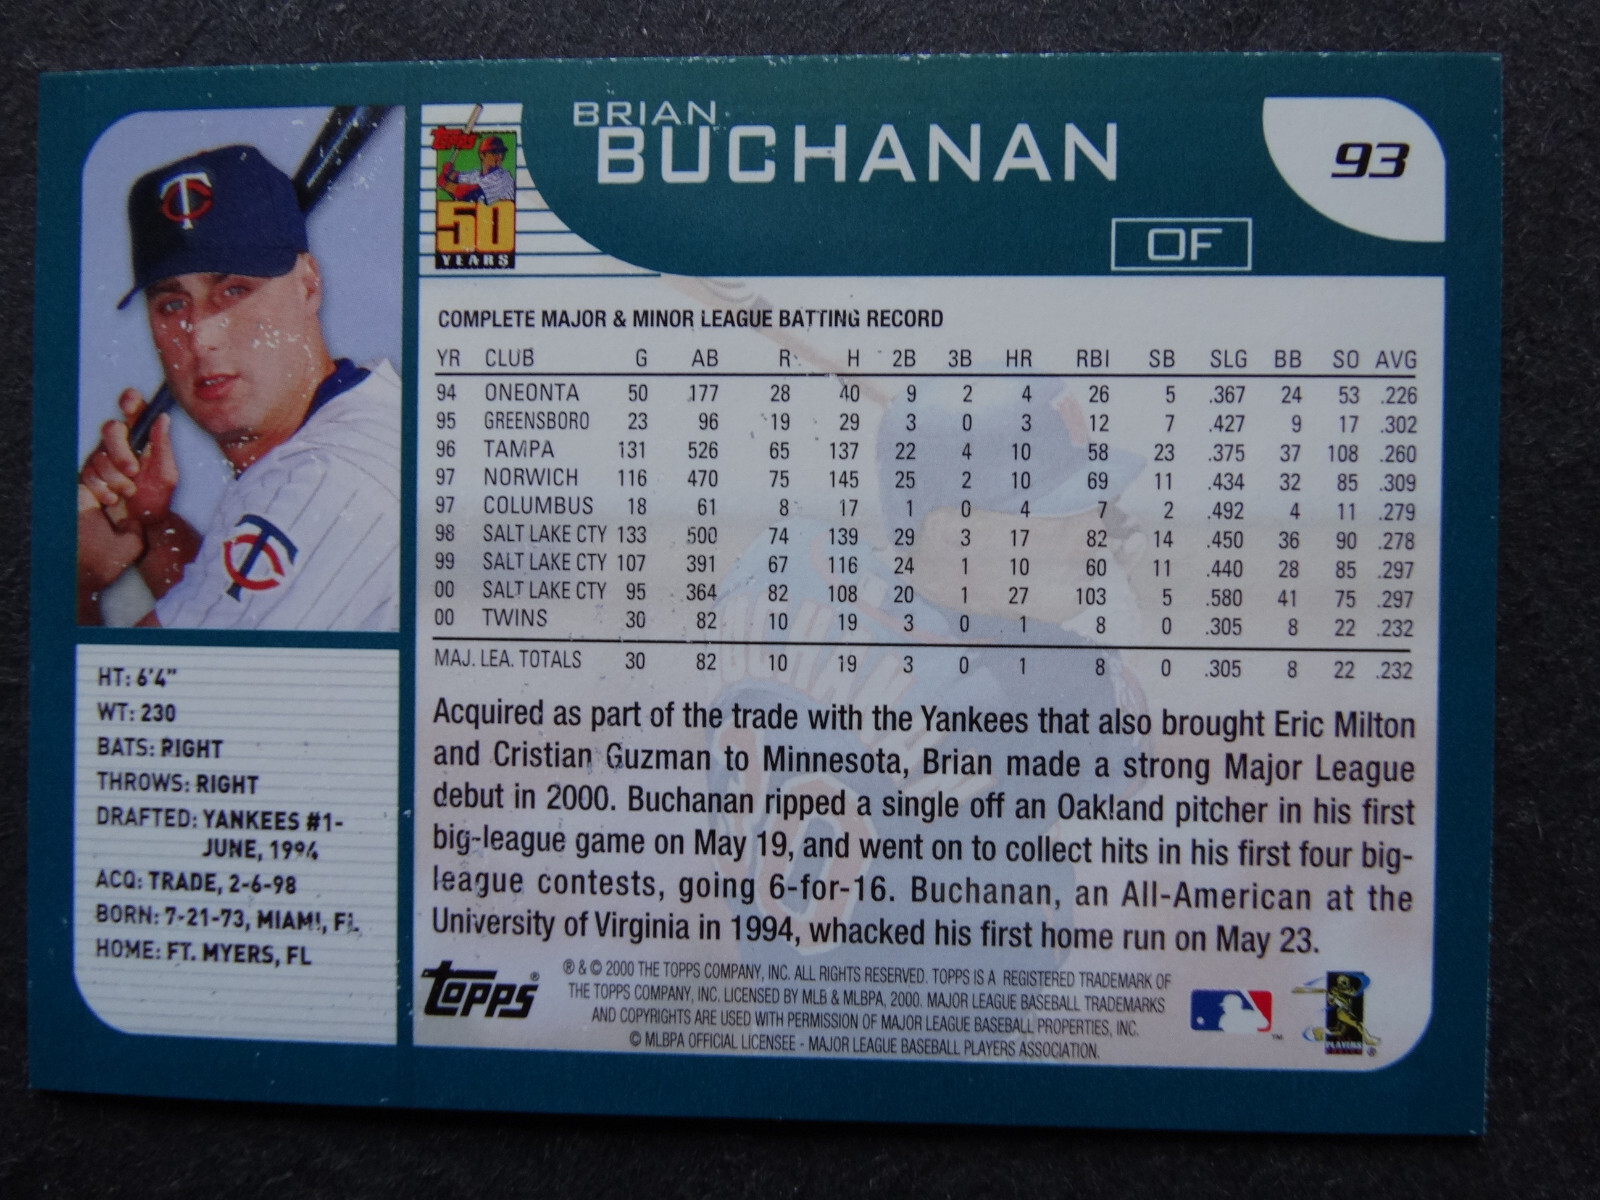 BRIAN
BUCHANAN
93
OF
Topps
50
YEARS
COMPLETE MAJOR & MINOR LEAGUE BATTING RECORD
YR CLUB G AB R H 2B 3B HR RBI SB SLG BB SO AVG
94 ONEONTA 50 177 28 40 9 2 4 26 5 .367 24 53 .226
95 GREENSBORO 23 96 19 29 3 0 3 12 7 .427 9 17 .302
96 TAMPA 131 526 65 137 22 4 10 58 23 .375 37 108 .260
97 NORWICH 116 470 75 145 25 2 10 69 11 .434 32 85 .309
97 COLUMBUS 18 61 8 17 1 0 4 7 2 .492 4 11 .279
98 SALT LAKE CTY 133 500 74 139 29 3 17 82 14 .450 36 90 .278
99 SALT LAKE CTY 107 391 67 116 24 1 10 60 11 .440 28 85 .297
00 SALT LAKE CTY 95 364 82 108 20 1 27 103 5 .580 41 75 .297
00 TWINS 30 82 10 19 3 0 1 8 0 .305 8 22 .232
MAJ. LEA. TOTALS 30 82 10 19 3 0 1 8 0 .305 8 22 .232
HT: 6'4"
WT: 230
BATS: RIGHT
THROWS: RIGHT
DRAFTED: YANKEES #1-
JUNE, 1994
ACQ: TRADE, 2-6-98
BORN: 7-21-73, MIAMI, FL
HOME: FT. MYERS, FL
Acquired as part of the trade with the Yankees that also brought Eric Milton
and Cristian Guzman to Minnesota, Brian made a strong Major League
debut in 2000. Buchanan ripped a single off an Oakland pitcher in his first
big-league game on May 19, and went on to collect hits in his first four big-
league contests, going 6-for-16. Buchanan, an All-American at the
University of Virginia in 1994, whacked his first home run on May 23.
Topps®
® & © 2000 THE TOPPS COMPANY, INC. ALL RIGHTS RESERVED. TOPPS IS A REGISTERED TRADEMARK OF
THE TOPPS COMPANY, INC. LICENSED BY MLB & MLBPA, 2000. MAJOR LEAGUE BASEBALL TRADEMARKS
AND COPYRIGHTS ARE USED WITH PERMISSION OF MAJOR LEAGUE BASEBALL PROPERTIES, INC.
© MLBPA OFFICIAL LICENSEE - MAJOR LEAGUE BASEBALL PLAYERS ASSOCIATION.
TM
PLAYERS
®